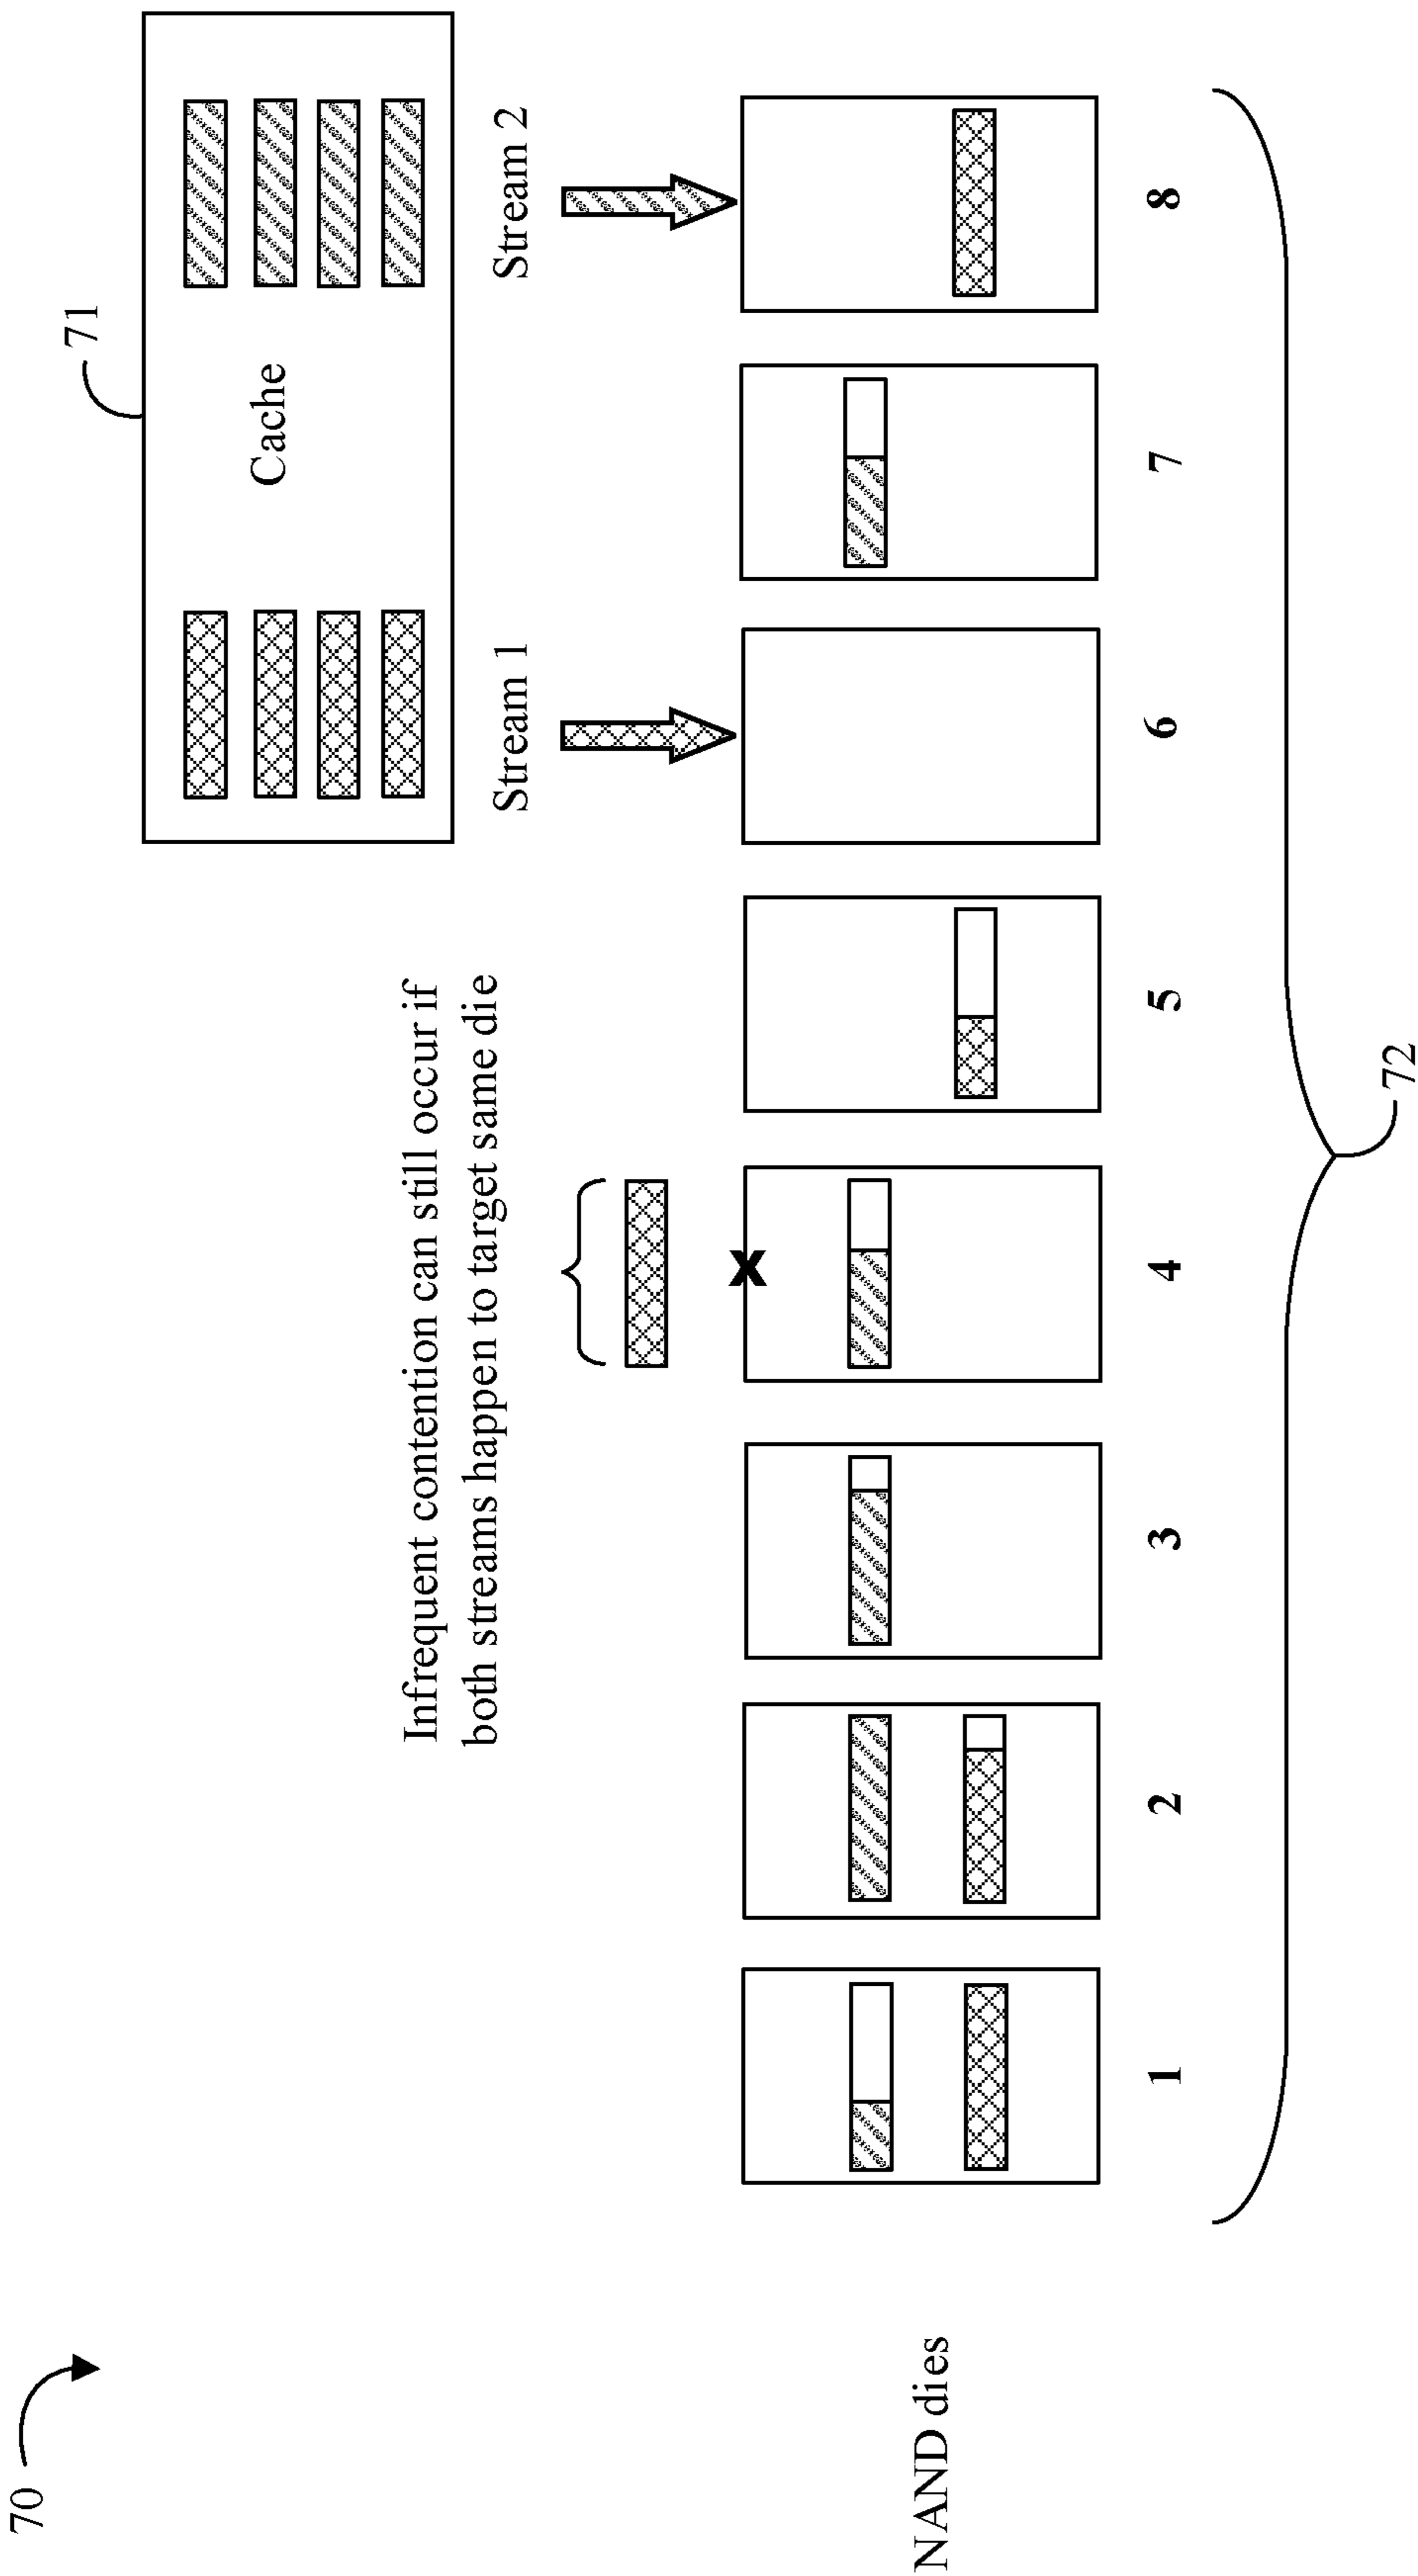 70
71
Cache
Stream 1
Stream 2
Infrequent contention can still occur if
both streams happen to target same die
X
NAND dies
1
2
3
4
5
6
7
8
72